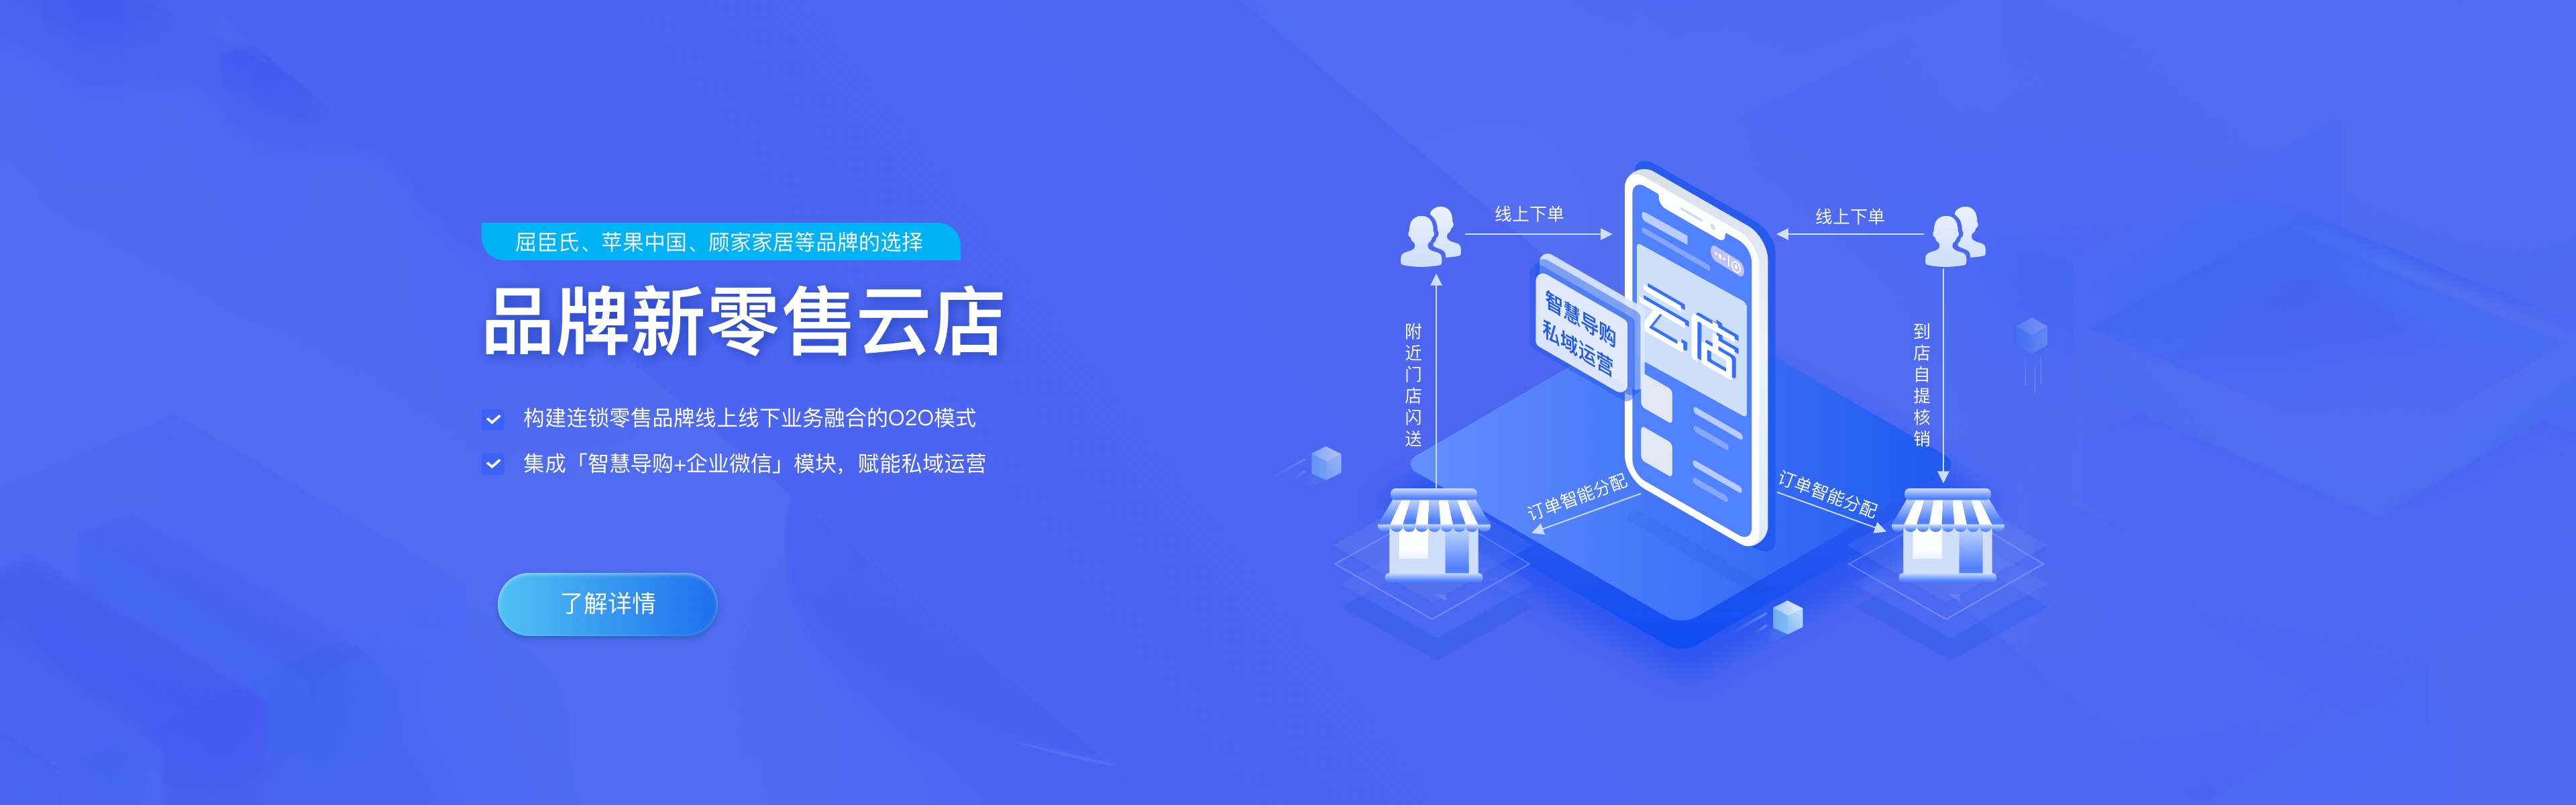 屈臣氏、苹果中国、顾家家居等品牌的选择
品牌新零售云店
构建连锁零售品牌线上线下业务融合的O2O模式
集成「智慧导购+企业微信」模块，赋能私域运营
了解详情
线上下单
线上下单
智慧导购
私域运营
云店
附近门店闪送
到店自提核销
订单智能分配
订单智能分配